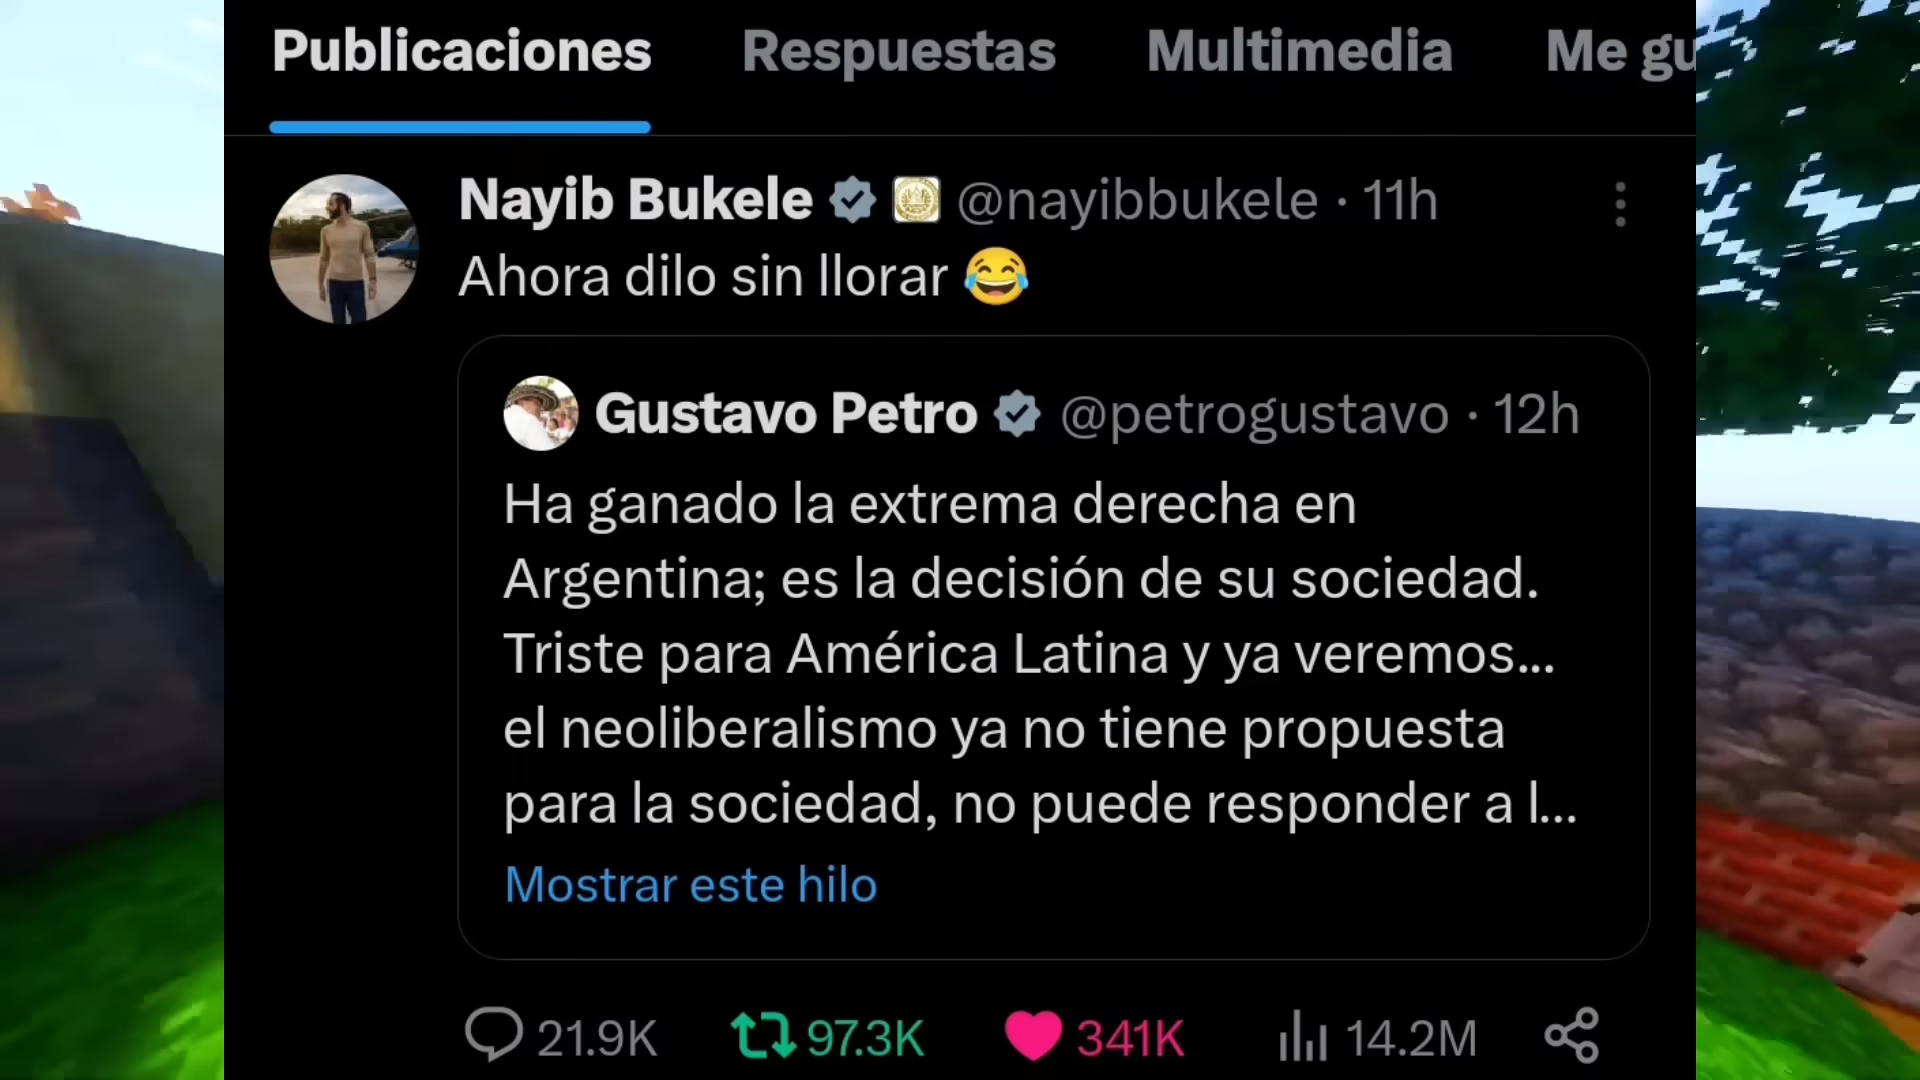 Publicaciones Respuestas Multimedia Me gu
Nayib Bukele @nayibbukele · 11h
Ahora dilo sin llorar 😂
Gustavo Petro @petrogustavo · 12h
Ha ganado la extrema derecha en
Argentina; es la decisión de su sociedad.
Triste para América Latina y ya veremos...
el neoliberalismo ya no tiene propuesta
para la sociedad, no puede responder a l...
Mostrar este hilo
21.9K 97.3K 341K 14.2M